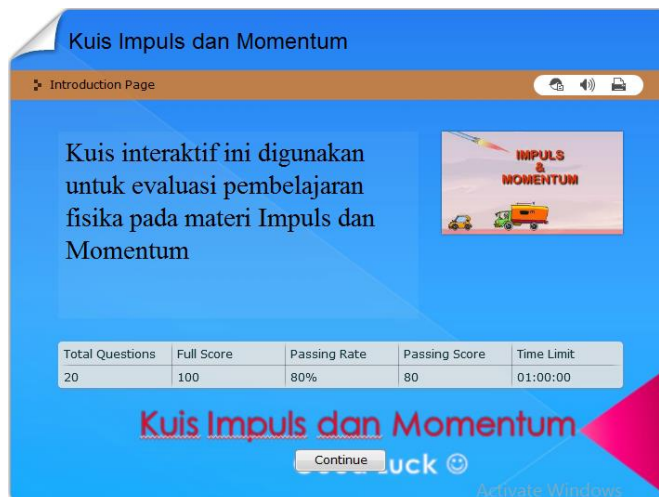 Kuis Impuls dan Momentum
Introduction Page
Kuis interaktif ini digunakan
untuk evaluasi pembelajaran
fisika pada materi Impuls dan
Momentum
IMPULS
&
MOMENTUM
Total Questions Full Score Passing Rate Passing Score Time Limit
20 100 80% 80 01:00:00
Kuis Impuls dan Momentum
Continue
Luck ☺
Activate Windows